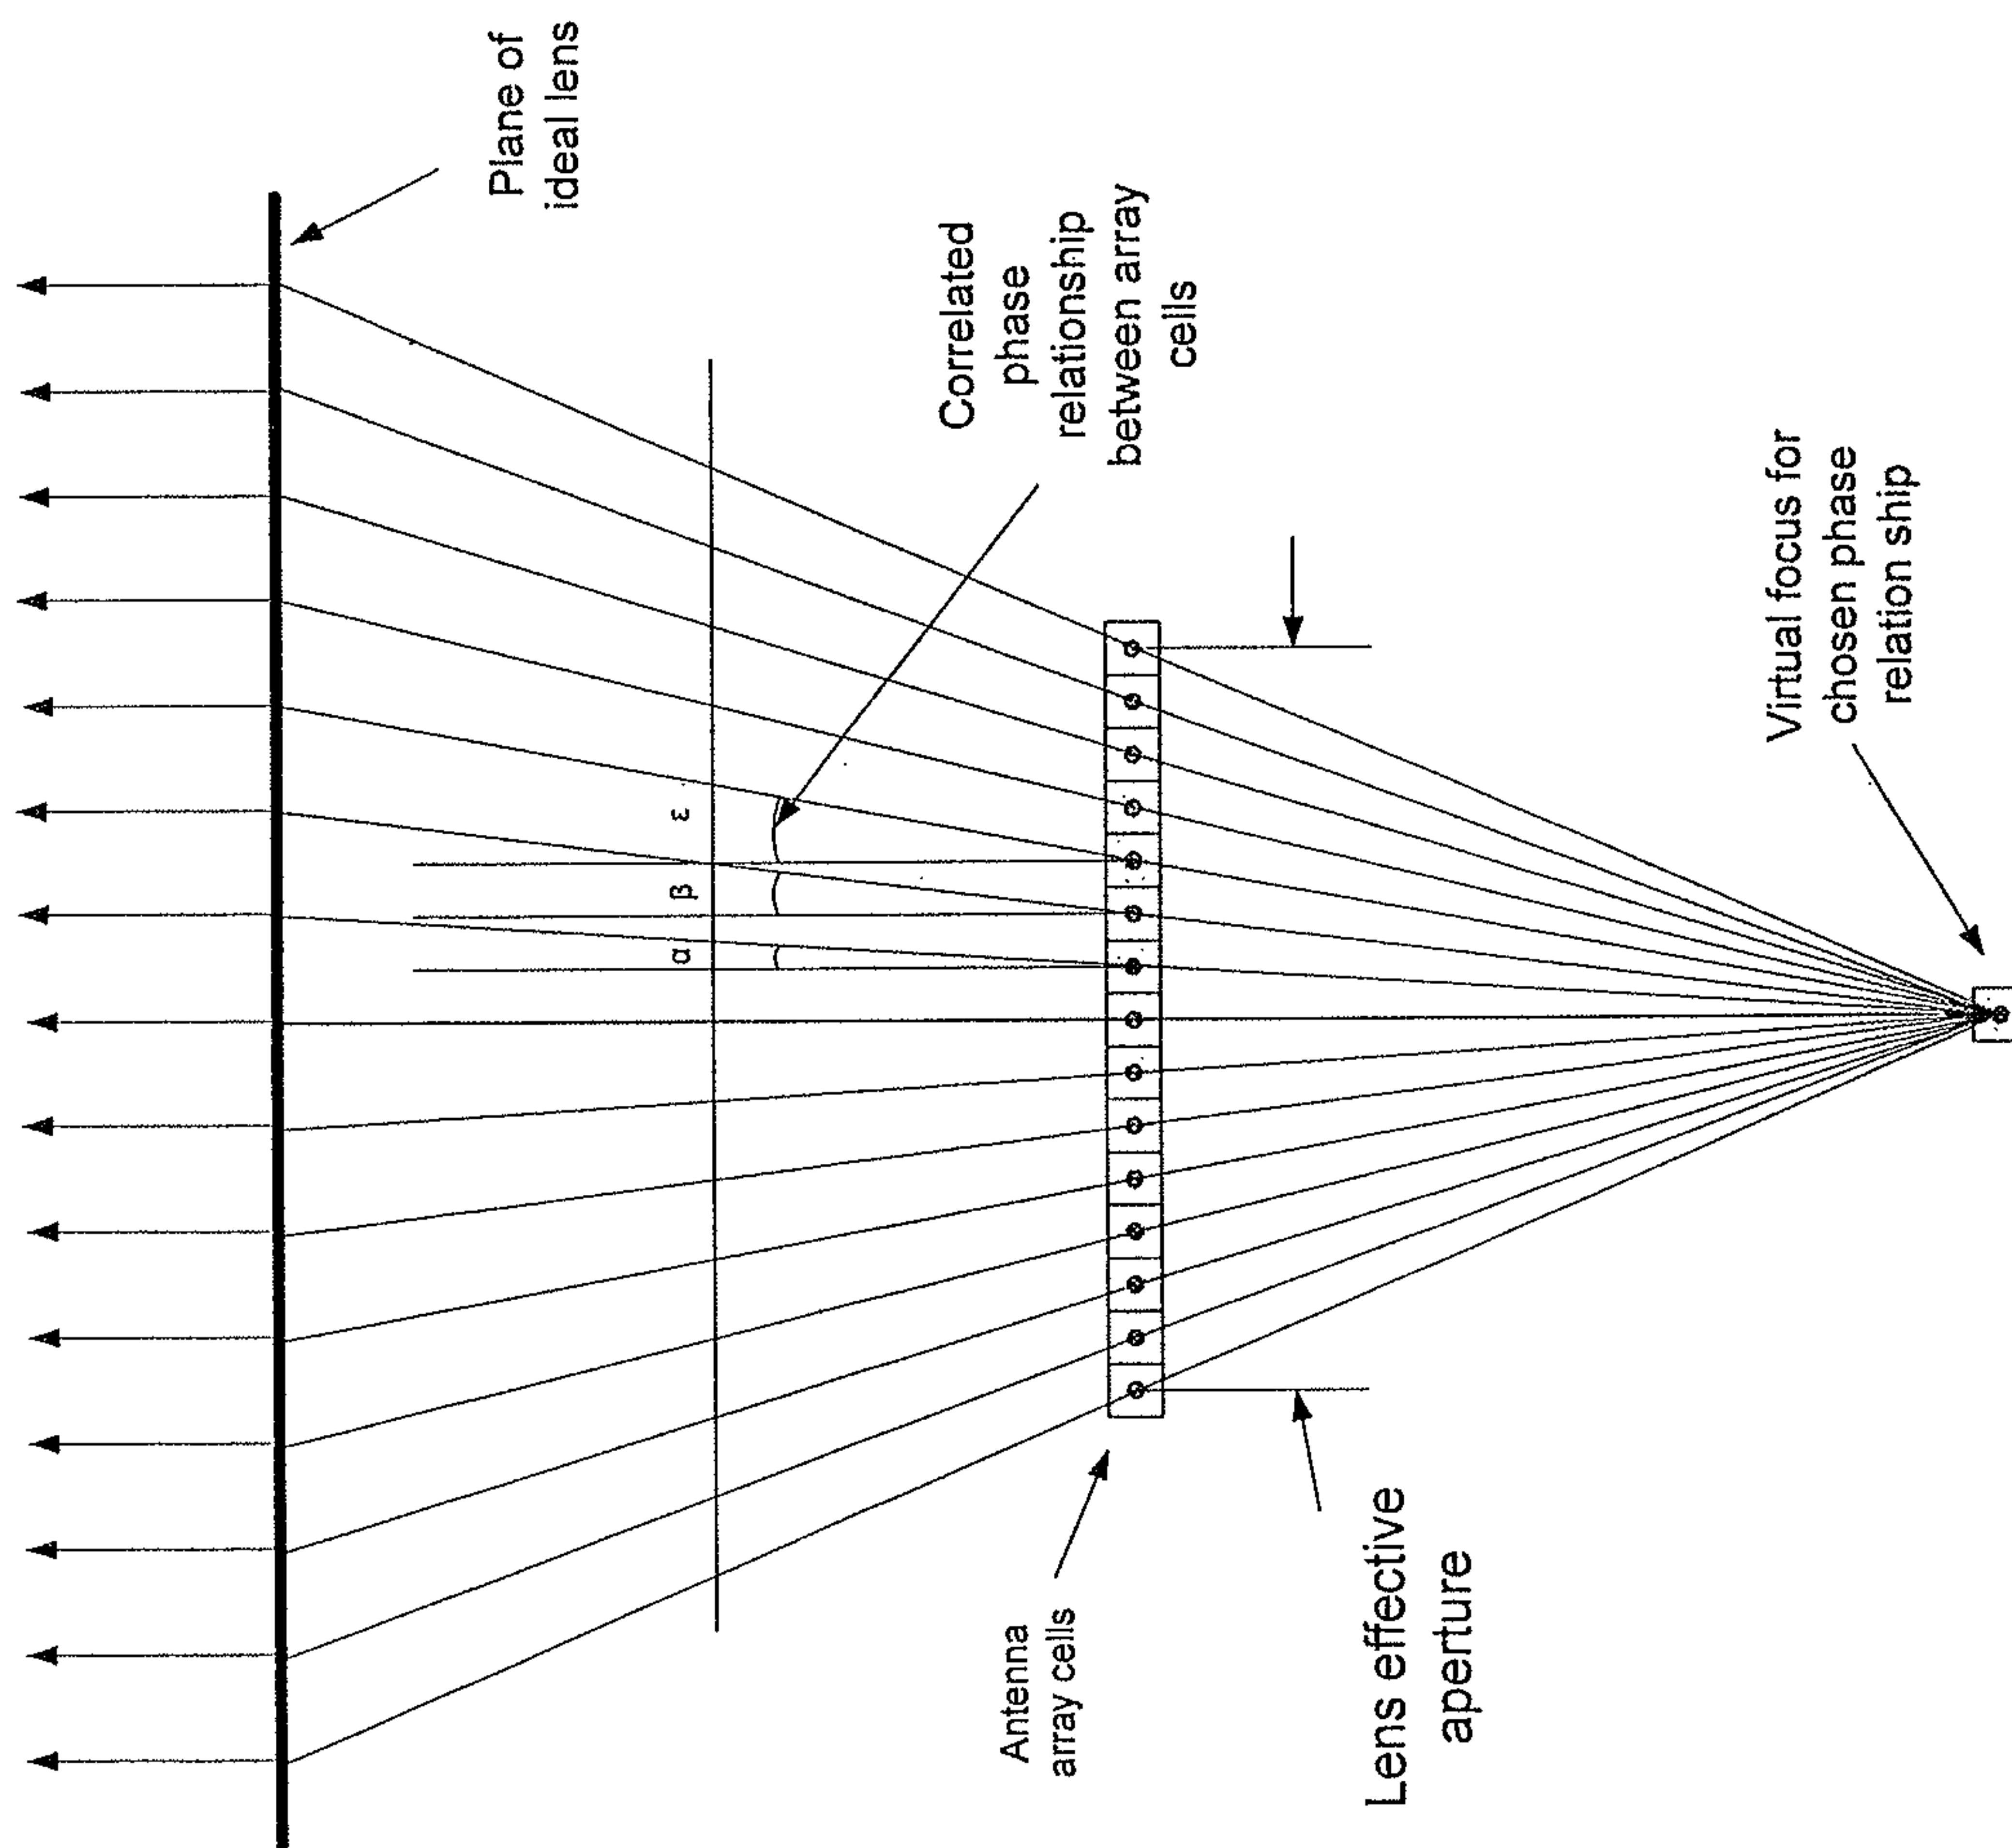 Plane of
ideal lens
Correlated
phase
relationship
between array
cells
ε
β
α
Virtual focus for
chosen phase
relation ship
Antenna
array cells
Lens effective
aperture